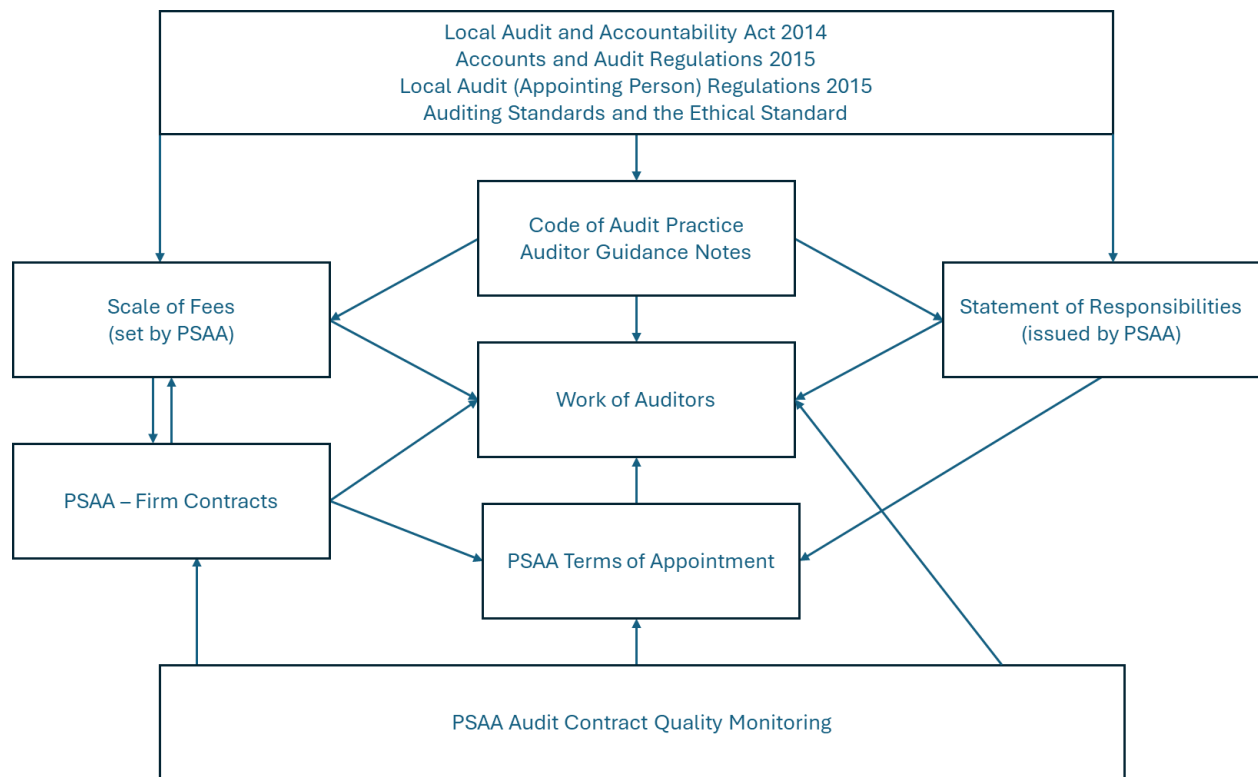 Local Audit and Accountability Act 2014
Accounts and Audit Regulations 2015
Local Audit (Appointing Person) Regulations 2015
Auditing Standards and the Ethical Standard
Code of Audit Practice
Auditor Guidance Notes
Scale of Fees
(set by PSAA)
Statement of Responsibilities
(issued by PSAA)
Work of Auditors
PSAA – Firm Contracts
PSAA Terms of Appointment
PSAA Audit Contract Quality Monitoring